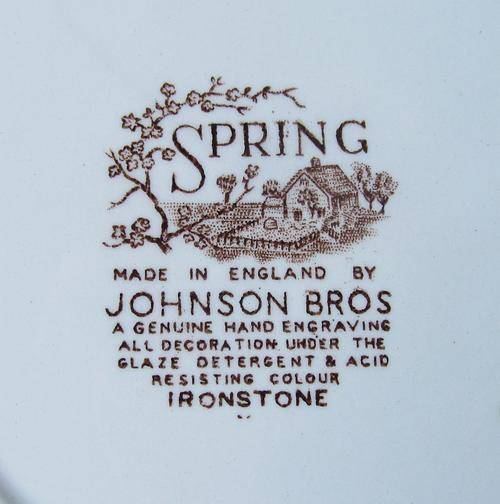 SPRING
MADE IN ENGLAND BY
JOHNSON BROS
A GENUINE HAND ENGRAVING
ALL DECORATION UNDER THE
GLAZE DETERGENT & ACID
RESISTING COLOUR
IRONSTONE